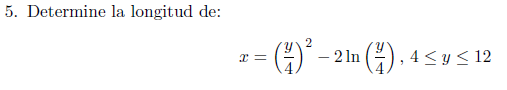 5. Determine la longitud de:
x = (y/4)² − 2 ln (y/4), 4 ≤ y ≤ 12